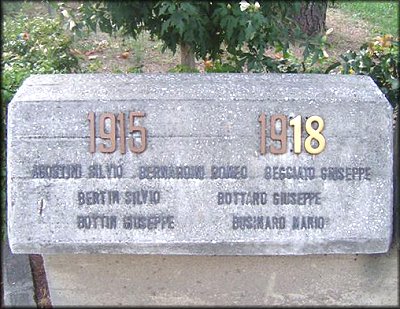 1915 1918
AGOSTINI SILVIO BERNARDINI ROMEO BEGGIATO GIUSEPPE
BERTIN SILVIO BOTTARO GIUSEPPE
BOTTIN GIUSEPPE BUSINARO MARIO